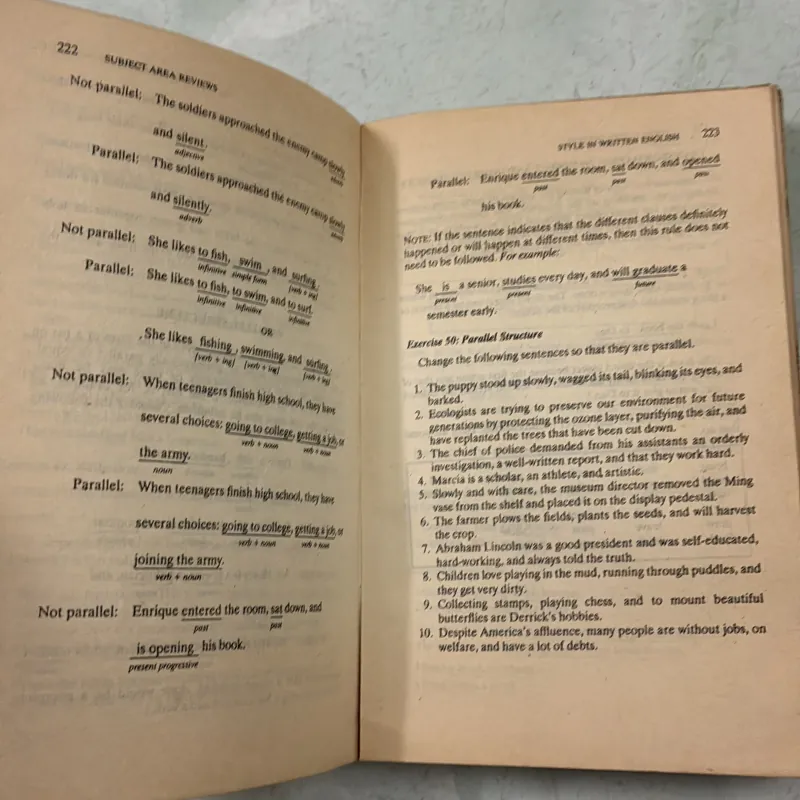 222 SUBJECT AREA REVIEWS
Not parallel: The soldiers approached the enemy camp slowly
and silent.
adjective
Parallel: The soldiers approached the enemy camp slowly
and silently.
adverb
Not parallel: She likes to fish, swim, and surfing.
infinitive simple form (verb + ing)
Parallel: She likes to fish, to swim, and to surf.
infinitive infinitive infinitive
OR
She likes fishing, swimming, and surfing.
(verb + ing) (verb + ing) (verb + ing)
Not parallel: When teenagers finish high school, they have
several choices: going to college, getting a job, or
verb + noun verb + noun
the army.
noun
Parallel: When teenagers finish high school, they have
several choices: going to college, getting a job, or
verb + noun verb + noun
joining the army.
verb + noun
Not parallel: Enrique entered the room, sat down, and
past past
is opening his book.
present progressive
STYLE IN WRITTEN ENGLISH 223
Parallel: Enrique entered the room, sat down, and opened
past past past
his book.
NOTE: If the sentence indicates that the different clauses definitely
happened or will happen at different times, then this rule does not
need to be followed. For example:
She is a senior, studies every day, and will graduate a
present present future
semester early.
Exercise 50: Parallel Structure
Change the following sentences so that they are parallel.
1. The puppy stood up slowly, wagged its tail, blinking its eyes, and
barked.
2. Ecologists are trying to preserve our environment for future
generations by protecting the ozone layer, purifying the air, and
have replanted the trees that have been cut down.
3. The chief of police demanded from his assistants an orderly
investigation, a well-written report, and that they work hard.
4. Marcia is a scholar, an athlete, and artistic.
5. Slowly and with care, the museum director removed the Ming
vase from the shelf and placed it on the display pedestal.
6. The farmer plows the fields, plants the seeds, and will harvest
the crop.
7. Abraham Lincoln was a good president and was self-educated,
hard-working, and always told the truth.
8. Children love playing in the mud, running through puddles, and
they get very dirty.
9. Collecting stamps, playing chess, and to mount beautiful
butterflies are Derrick's hobbies.
10. Despite America's affluence, many people are without jobs, on
welfare, and have a lot of debts.